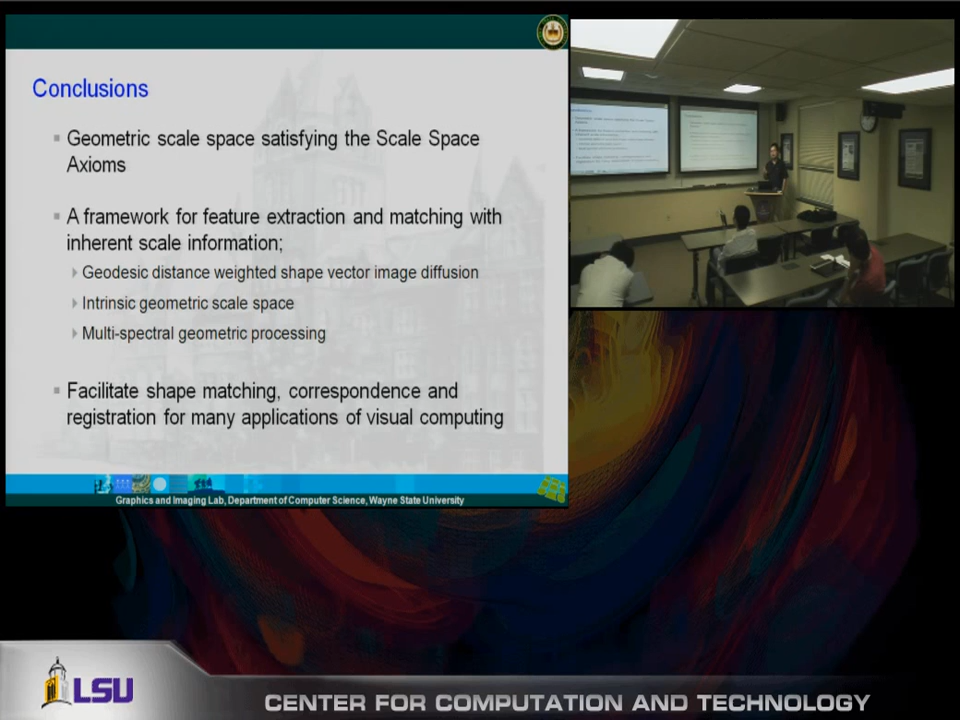 Conclusions
Geometric scale space satisfying the Scale Space
Axioms
A framework for feature extraction and matching with
inherent scale information;
Geodesic distance weighted shape vector image diffusion
Intrinsic geometric scale space
Multi-spectral geometric processing
Facilitate shape matching, correspondence and
registration for many applications of visual computing
Graphics and Imaging Lab, Department of Computer Science, Wayne State University
LSU
CENTER FOR COMPUTATION AND TECHNOLOGY